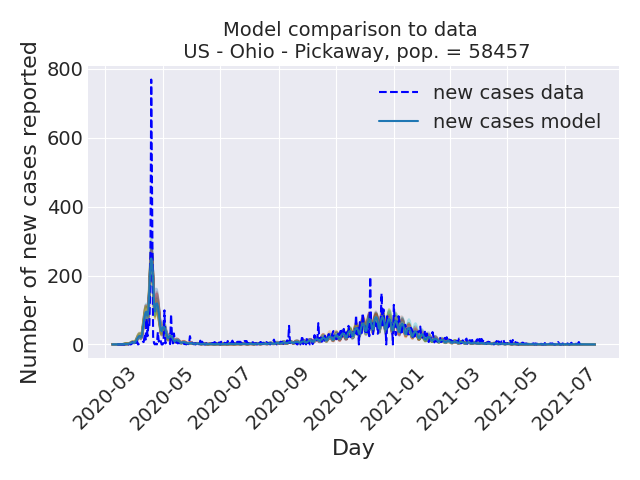 Model comparison to data
US - Ohio - Pickaway, pop. = 58457
Number of new cases reported
800
600
400
200
0
new cases data
new cases model
2020-03
2020-05
2020-07
2020-09
2020-11
2021-01
2021-03
2021-05
2021-07
Day